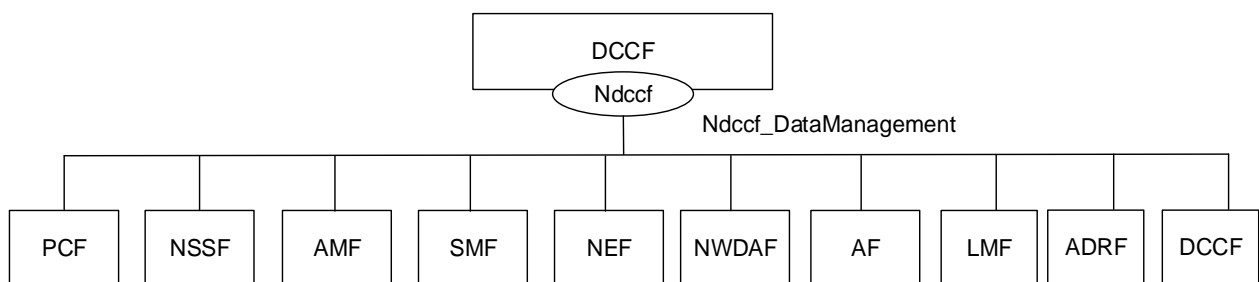 DCCF
Ndccf
Ndccf_DataManagement
PCF NSSF AMF SMF NEF NWDAF AF LMF ADRF DCCF